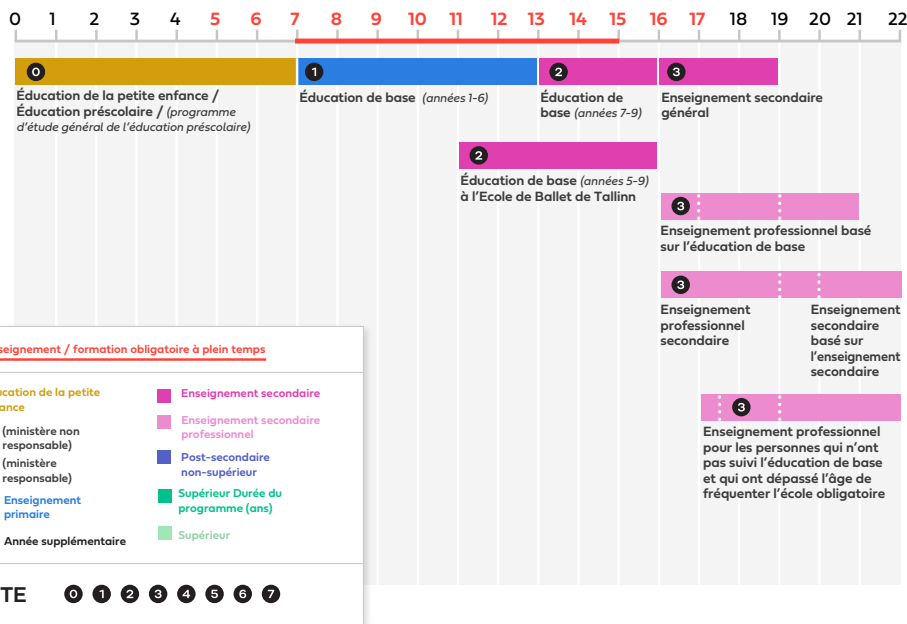 0 1 2 3 4 5 6 7 8 9 10 11 12 13 14 15 16 17 18 19 20 21 22
0 1 2 3
Éducation de la petite enfance /
Éducation préscolaire / (programme
d'étude général de l'éducation préscolaire)
Éducation de base (années 1-6)
Éducation de
base (années 7-9)
Enseignement secondaire
général
2
Éducation de base (années 5-9)
à l'Ecole de Ballet de Tallinn
3
Enseignement professionnel basé
sur l'éducation de base
3
Enseignement
professionnel
secondaire
Enseignement
secondaire
basé sur
l'enseignement
secondaire
3
Enseignement professionnel
pour les personnes qui n'ont
pas suivi l'éducation de base
et qui ont dépassé l'âge de
fréquenter l'école obligatoire
seignement / formation obligatoire à plein temps
ucation de la petite
ance
(ministère non
responsable)
(ministère
responsable)
Enseignement
primaire
Année supplémentaire
Enseignement secondaire
Enseignement secondaire
professionnel
Post-secondaire
non-supérieur
Supérieur Durée du
programme (ans)
Supérieur
TE 0 1 2 3 4 5 6 7